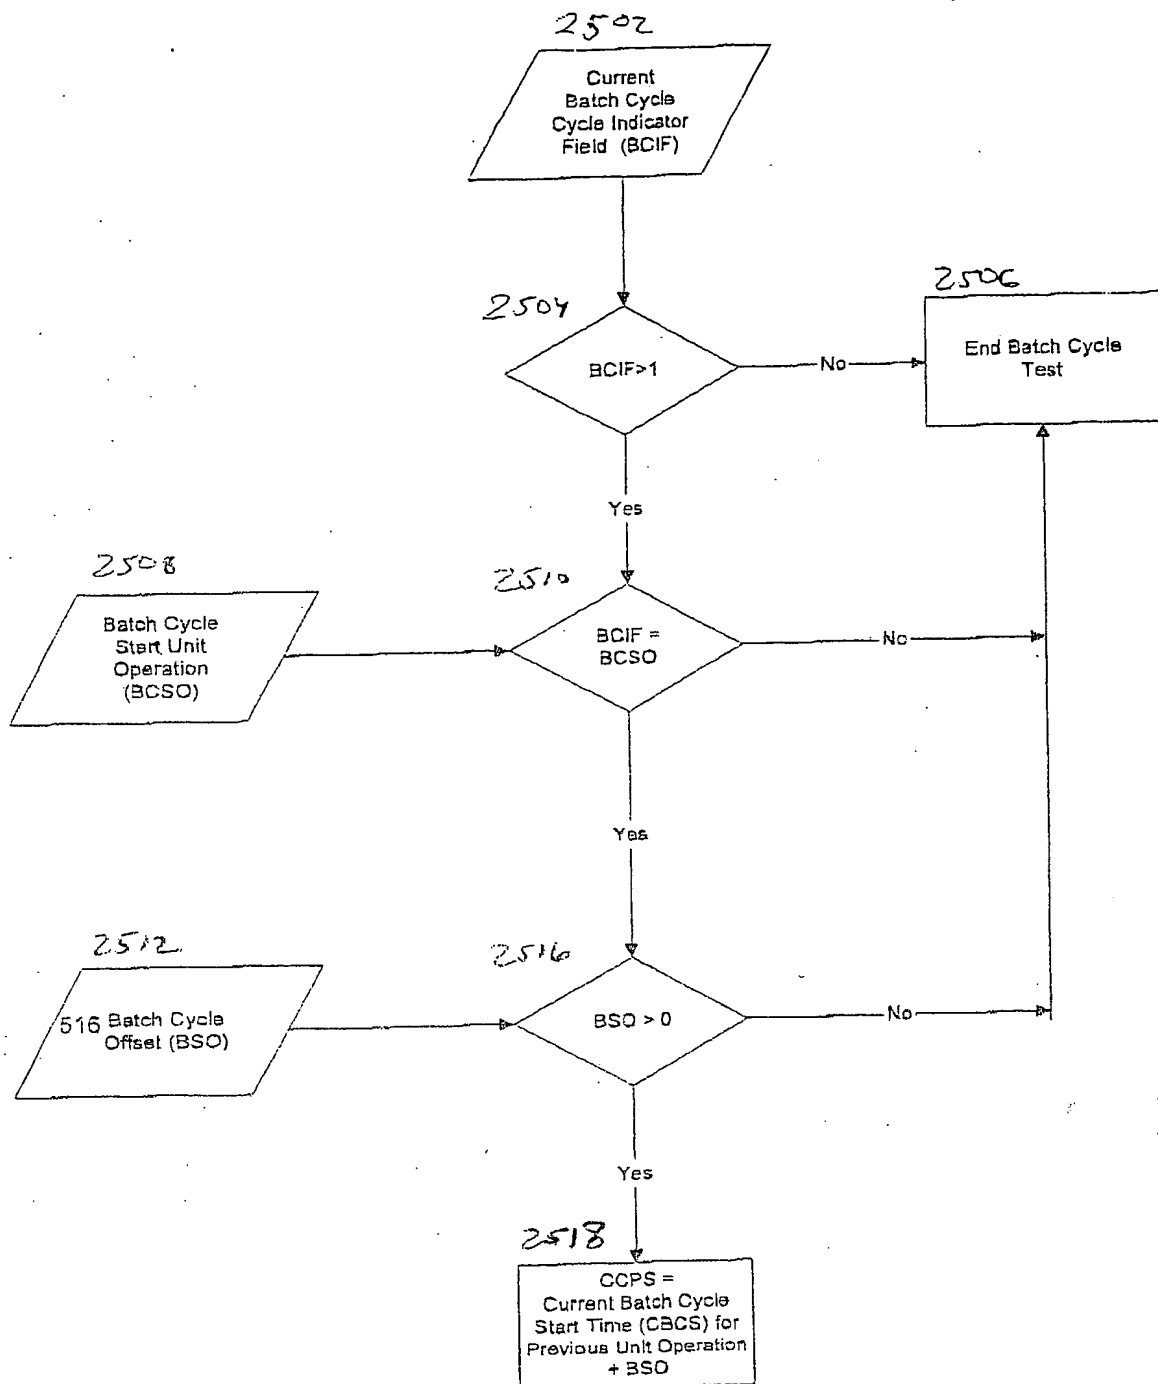 2502
Current
Batch Cycle
Cycle Indicator
Field (BCIF)
2504
BCIF>1
No
2506
End Batch Cycle
Test
Yes
2508
Batch Cycle
Start Unit
Operation
(BCSO)
2510
BCIF =
BCSO
No
Yes
2512
516 Batch Cycle
Offset (BSO)
2516
BSO > 0
No
Yes
2518
CCPS =
Current Batch Cycle
Start Time (CBCS) for
Previous Unit Operation
+ BSO